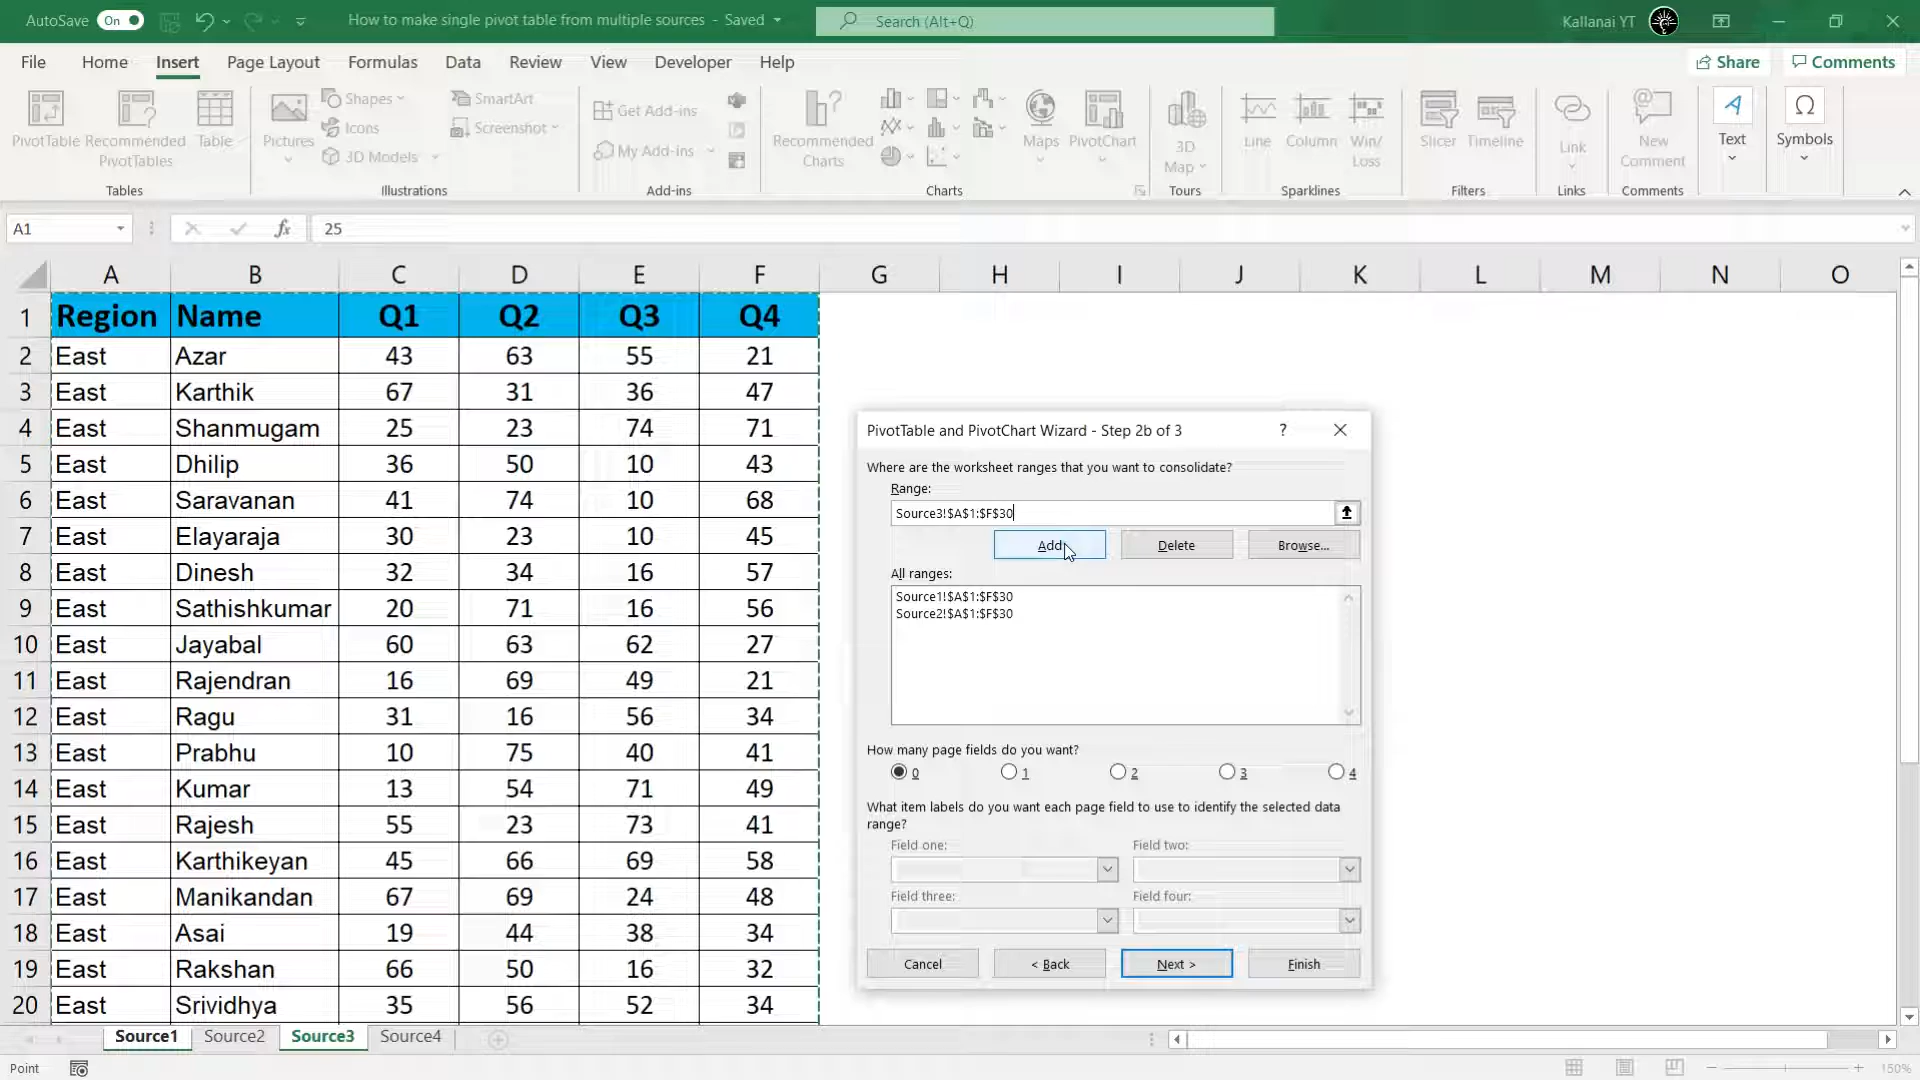 AutoSave On How to make single pivot table from multiple sources - Saved Search (Alt+Q) Kallanai YT
File Home Insert Page Layout Formulas Data Review View Developer Help Share Comments
PivotTable Recommended PivotTables Table
Pictures Shapes Icons 3D Models SmartArt Screenshot
Get Add-ins My Add-ins
Recommended Charts Maps PivotChart
3D Map Line Column Win/Loss
Slicer Timeline Link New Comment Text Symbols
Tables Illustrations Add-ins Charts Tours Sparklines Filters Links Comments
A1 fx 25
A B C D E F G H I J K L M N O
1 Region Name Q1 Q2 Q3 Q4
2 East Azar 43 63 55 21
3 East Karthik 67 31 36 47
4 East Shanmugam 25 23 74 71
5 East Dhilip 36 50 10 43
6 East Saravanan 41 74 10 68
7 East Elayaraja 30 23 10 45
8 East Dinesh 32 34 16 57
9 East Sathishkumar 20 71 16 56
10 East Jayabal 60 63 62 27
11 East Rajendran 16 69 49 21
12 East Ragu 31 16 56 34
13 East Prabhu 10 75 40 41
14 East Kumar 13 54 71 49
15 East Rajesh 55 23 73 41
16 East Karthikeyan 45 66 69 58
17 East Manikandan 67 69 24 48
18 East Asai 19 44 38 34
19 East Rakshan 66 50 16 32
20 East Srividhya 35 56 52 34
PivotTable and PivotChart Wizard - Step 2b of 3 ?
Where are the worksheet ranges that you want to consolidate?
Range:
Source3!$A$1:$F$30
Add Delete Browse...
All ranges:
Source1!$A$1:$F$30
Source2!$A$1:$F$30
How many page fields do you want?
0 1 2 3 4
What item labels do you want each page field to use to identify the selected data
range?
Field one: Field two:
Field three: Field four:
Cancel < Back Next > Finish
Source1 Source2 Source3 Source4
Point 150%